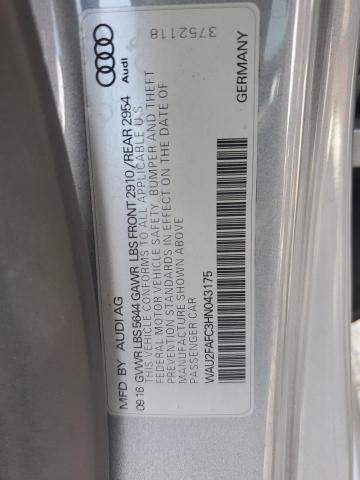 Audi
3752118
MFD. BY AUDI AG
GERMANY
09.16 GVWR LBS 5644 GAWR LBS FRONT 2910 / REAR 2954
THIS VEHICLE CONFORMS TO ALL APPLICABLE U.S
FEDERAL MOTOR VEHICLE SAFETY, BUMPER AND THEFT
PREVENTION STANDARDS IN EFFECT ON THE DATE OF
MANUFACTURE SHOWN ABOVE
PASSENGER CAR
WAU2FAFC3HN043175